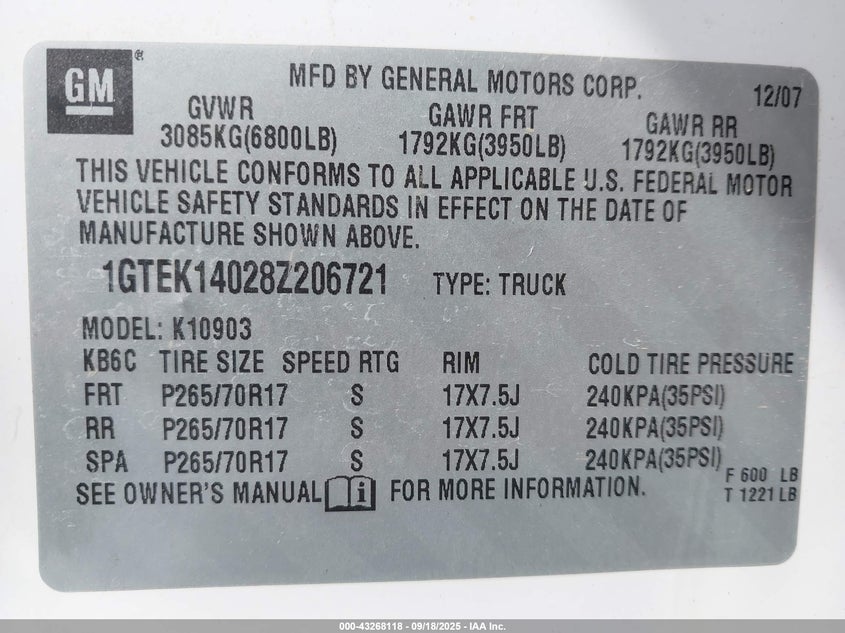 GM ®
MFD BY GENERAL MOTORS CORP. 12/07
GVWR GAWR FRT GAWR RR
3085KG(6800LB) 1792KG(3950LB) 1792KG(3950LB)
THIS VEHICLE CONFORMS TO ALL APPLICABLE U.S. FEDERAL MOTOR
VEHICLE SAFETY STANDARDS IN EFFECT ON THE DATE OF
MANUFACTURE SHOWN ABOVE.
1GTEK14028Z206721 TYPE: TRUCK
MODEL: K10903
KB6C TIRE SIZE SPEED RTG RIM COLD TIRE PRESSURE
FRT P265/70R17 S 17X7.5J 240KPA(35PSI)
RR P265/70R17 S 17X7.5J 240KPA(35PSI)
SPA P265/70R17 S 17X7.5J 240KPA(35PSI)
F 600 LB
SEE OWNER'S MANUAL i FOR MORE INFORMATION. T 1221 LB
000-43268118 - 09/18/2025 - IAA Inc.